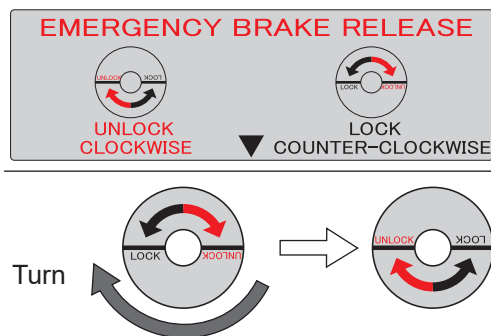 EMERGENCY BRAKE RELEASE
UNLOCK LOCK
LOCK UNLOCK
UNLOCK
CLOCKWISE
LOCK
COUNTER-CLOCKWISE
LOCK UNLOCK
UNLOCK LOCK
Turn